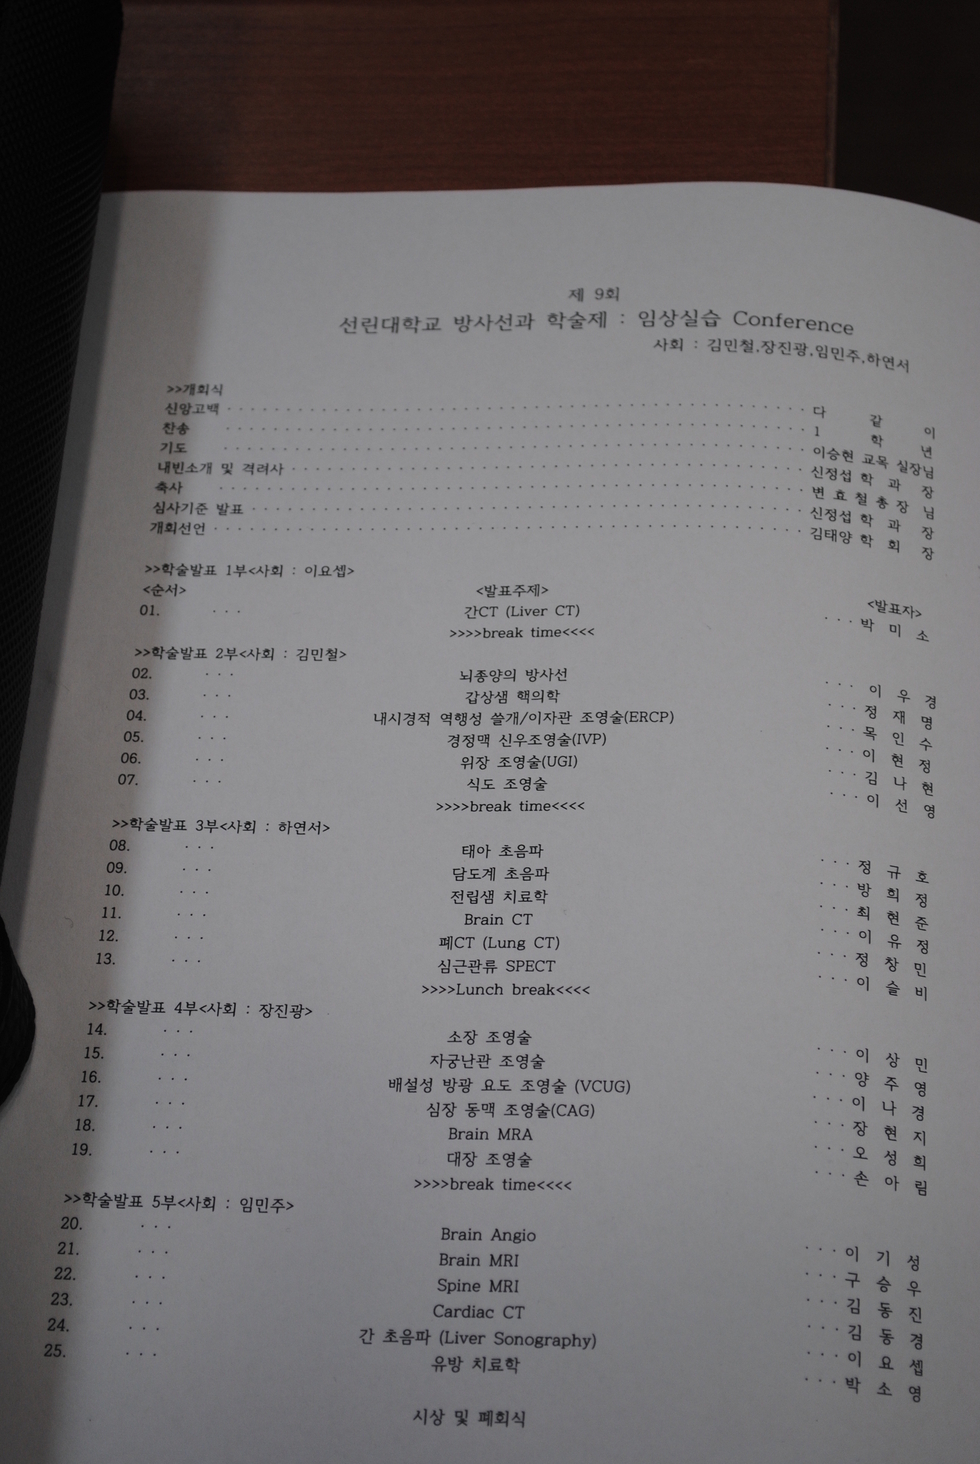 제 9회
선린대학교 방사선과 학술제 : 임상실습 Conference
사회 : 김민철,장진광,임민주,하연서
>>개회식
신앙고백 · · · 다 같 이
찬송 · · · 1 학 년
기도 · · · 이승현 교목 실장님
내빈소개 및 격려사 · · · 신정섭 학 과 장
축사 · · · 변 효 철 총 장 님
심사기준 발표 · · · 신정섭 학 과 장
개회선언 · · · 김태양 학 회 장
>>학술발표 1부<사회 : 이요셉>
<순서> <발표주제> <발표자>
01. · · · 간CT (Liver CT) · · · 박 미 소
>>>>break time<<<<
>>학술발표 2부<사회 : 김민철>
02. · · · 뇌종양의 방사선 · · · 이 우 경
03. · · · 갑상샘 핵의학 · · · 정 재 명
04. · · · 내시경적 역행성 쓸개/이자관 조영술(ERCP) · · · 목 인 수
05. · · · 경정맥 신우조영술(IVP) · · · 이 현 정
06. · · · 위장 조영술(UGI) · · · 김 나 현
07. · · · 식도 조영술 · · · 이 선 영
>>>>break time<<<<
>>학술발표 3부<사회 : 하연서>
08. · · · 태아 초음파 · · · 정 규 호
09. · · · 담도계 초음파 · · · 방 희 정
10. · · · 전립샘 치료학 · · · 최 현 준
11. · · · Brain CT · · · 이 유 정
12. · · · 폐CT (Lung CT) · · · 정 창 민
13. · · · 심근관류 SPECT · · · 이 슬 비
>>>>Lunch break<<<<
>>학술발표 4부<사회 : 장진광>
14. · · · 소장 조영술 · · · 이 상 민
15. · · · 자궁난관 조영술 · · · 양 주 영
16. · · · 배설성 방광 요도 조영술 (VCUG) · · · 이 나 경
17. · · · 심장 동맥 조영술(CAG) · · · 장 현 지
18. · · · Brain MRA · · · 오 성 희
19. · · · 대장 조영술 · · · 손 아 림
>>>>break time<<<<
>>학술발표 5부<사회 : 임민주>
20. · · · Brain Angio · · · 이 기 성
21. · · · Brain MRI · · · 구 승 우
22. · · · Spine MRI · · · 김 동 진
23. · · · Cardiac CT · · · 김 동 경
24. · · · 간 초음파 (Liver Sonography) · · · 이 요 셉
25. · · · 유방 치료학 · · · 박 소 영
시상 및 폐회식